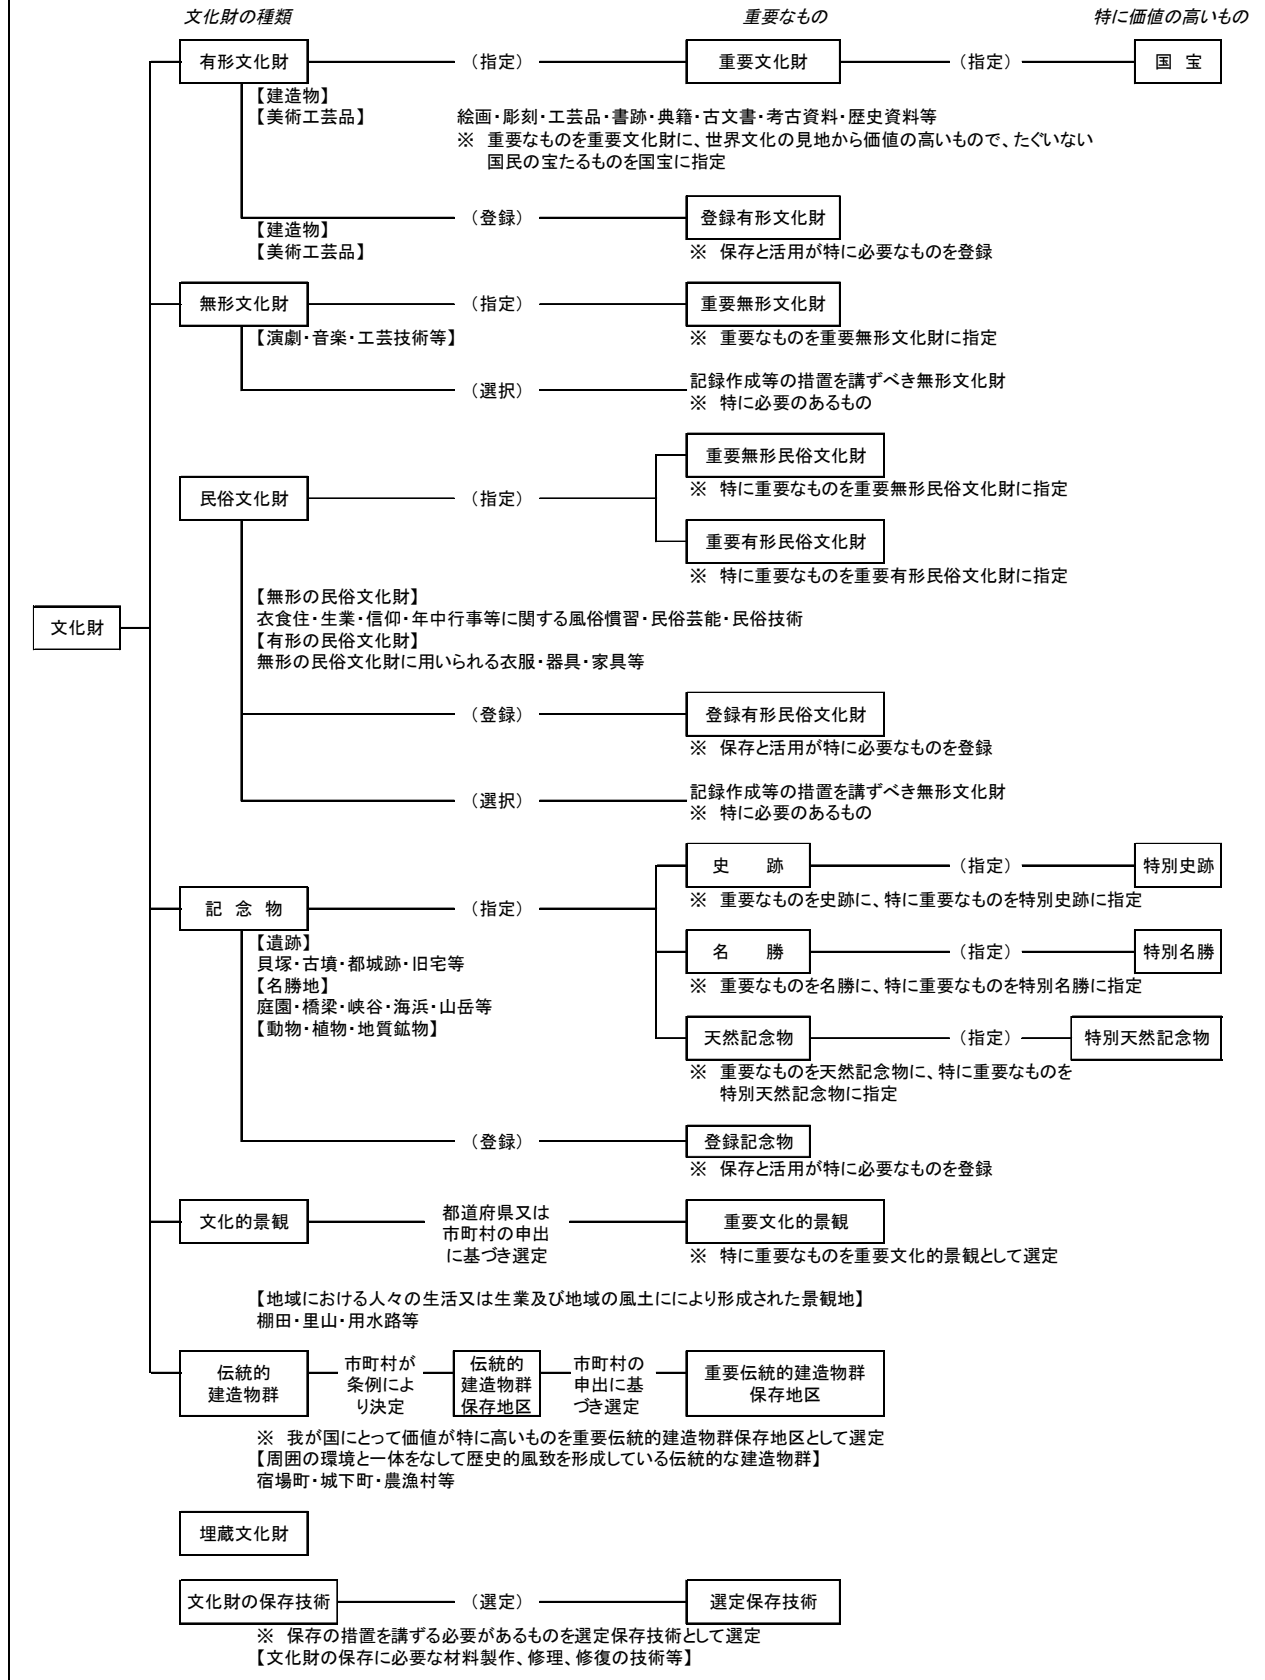 文化財の種類
重要なもの
特に価値の高いもの
有形文化財
(指定)
重要文化財
(指定)
国 宝
【建造物】
【美術工芸品】
絵画・彫刻・工芸品・書跡・典籍・古文書・考古資料・歴史資料等
※ 重要なものを重要文化財に、世界文化の見地から価値の高いもので、たぐいない
国民の宝たるものを国宝に指定
(登録)
登録有形文化財
【建造物】
【美術工芸品】
※ 保存と活用が特に必要なものを登録
無形文化財
(指定)
重要無形文化財
【演劇・音楽・工芸技術等】
※ 重要なものを重要無形文化財に指定
(選択)
記録作成等の措置を講ずべき無形文化財
※ 特に必要のあるもの
重要無形民俗文化財
※ 特に重要なものを重要無形民俗文化財に指定
民俗文化財
(指定)
重要有形民俗文化財
※ 特に重要なものを重要有形民俗文化財に指定
【無形の民俗文化財】
衣食住・生業・信仰・年中行事等に関する風俗慣習・民俗芸能・民俗技術
【有形の民俗文化財】
無形の民俗文化財に用いられる衣服・器具・家具等
文化財
(登録)
登録有形民俗文化財
※ 保存と活用が特に必要なものを登録
(選択)
記録作成等の措置を講ずべき無形文化財
※ 特に必要のあるもの
史 跡
(指定)
特別史跡
※ 重要なものを史跡に、特に重要なものを特別史跡に指定
記 念 物
(指定)
【遺跡】
貝塚・古墳・都城跡・旧宅等
【名勝地】
庭園・橋梁・峡谷・海浜・山岳等
【動物・植物・地質鉱物】
名 勝
(指定)
特別名勝
※ 重要なものを名勝に、特に重要なものを特別名勝に指定
天然記念物
(指定)
特別天然記念物
※ 重要なものを天然記念物に、特に重要なものを
特別天然記念物に指定
(登録)
登録記念物
※ 保存と活用が特に必要なものを登録
文化的景観
都道府県又は
市町村の申出
に基づき選定
重要文化的景観
※ 特に重要なものを重要文化的景観として選定
【地域における人々の生活又は生業及び地域の風土ににより形成された景観地】
棚田・里山・用水路等
伝統的
建造物群
市町村が
条例によ
り決定
伝統的
建造物群
保存地区
市町村の
申出に基
づき選定
重要伝統的建造物群
保存地区
※ 我が国にとって価値が特に高いものを重要伝統的建造物群保存地区として選定
【周囲の環境と一体をなして歴史的風致を形成している伝統的な建造物群】
宿場町・城下町・農漁村等
埋蔵文化財
文化財の保存技術
(選定)
選定保存技術
※ 保存の措置を講ずる必要があるものを選定保存技術として選定
【文化財の保存に必要な材料製作、修理、修復の技術等】